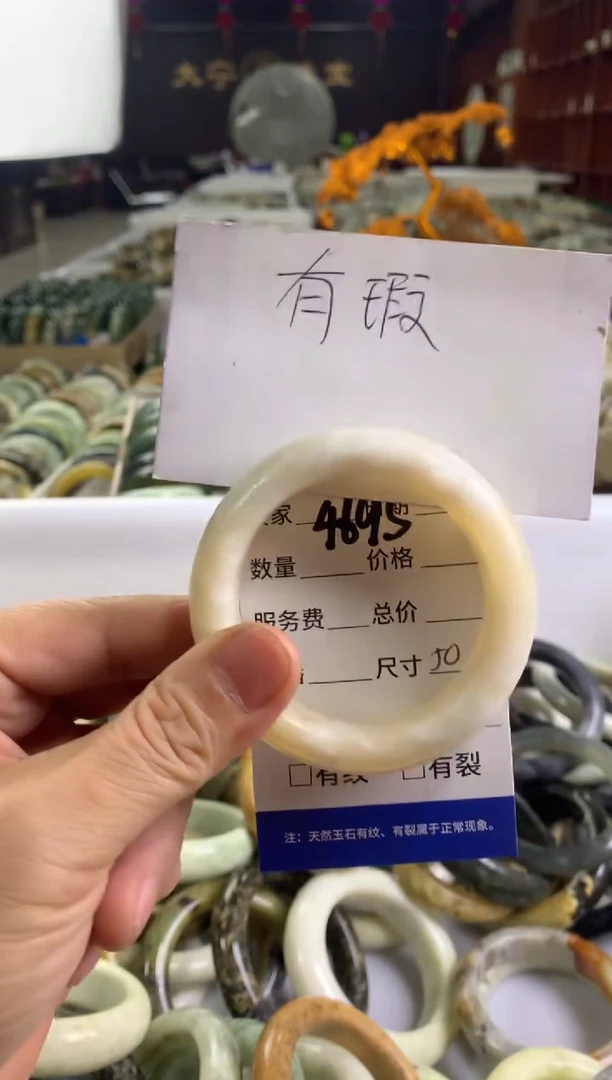 有瑕
家
4695
数量 价格
服务费 总价
尺寸 50
□有纹 □有裂
注：天然玉石有纹、有裂属于正常现象。